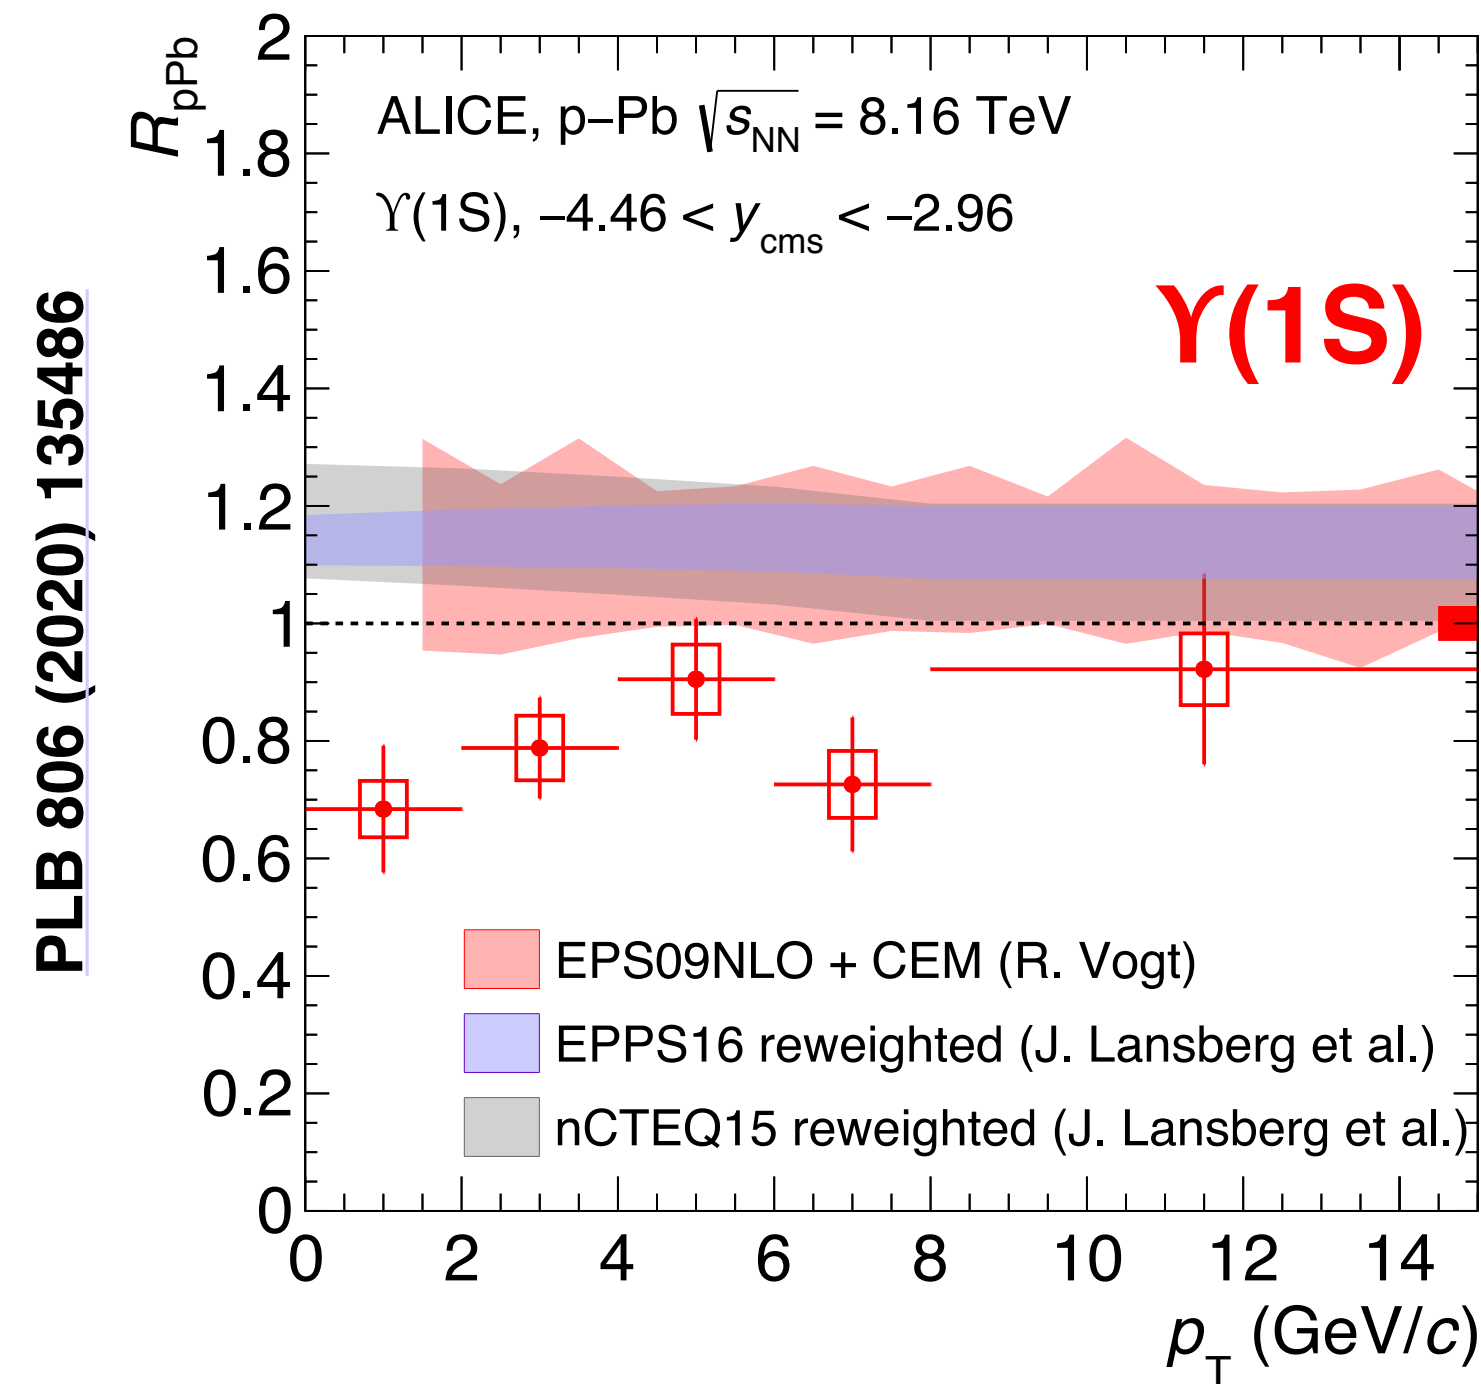 PLB 806 (2020) 135486
R_pPb
2
1.8
1.6
1.4
1.2
1
0.8
0.6
0.4
0.2
0
ALICE, p−Pb √s_NN = 8.16 TeV
ϒ(1S), −4.46 < y_cms < −2.96
ϒ(1S)
EPS09NLO + CEM (R. Vogt)
EPPS16 reweighted (J. Lansberg et al.)
nCTEQ15 reweighted (J. Lansberg et al.)
0 2 4 6 8 10 12 14
p_T (GeV/c)